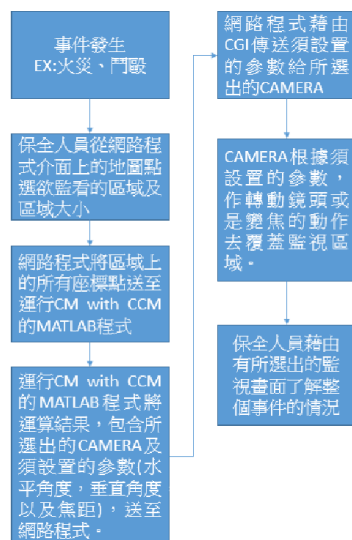 事件發生
EX:火災、鬥毆
保全人員從網路程
式介面上的地圖點
選欲監看的區域及
區域大小
網路程式將區域上
的所有座標點送至
運行CM with CCM
的MATLAB程式
運行CM with CCM
的MATLAB 程式將
運算結果，包含所
選出的CAMERA及
須設置的參數(水
平角度，垂直角度
以及焦距)，送至
網路程式。
網路程式藉由
CGI傳送須設置
的參數給所選
出的CAMERA
CAMERA根據須
設置的參數，
作轉動鏡頭或
是變焦的動作
去覆蓋監視區
域。
保全人員藉由
有所選出的監
視畫面了解整
個事件的情況